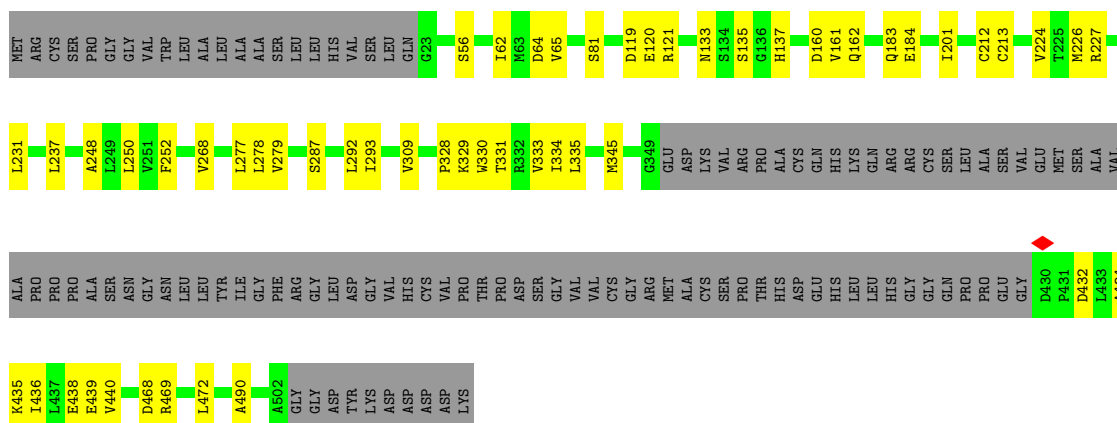 MET ARG CYS SER PRO GLY GLY VAL TRP LEU ALA LEU ALA ALA SER LEU LEU HIS VAL SER LEU GLN G23 S56 I62 M63 D64 V65 S81 D119 E120 R121 N133 S134 S135 G136 H137 D160 V161 Q162 Q183 E184 I201 C212 C213 V224 T225 M226 R227
L231 L237 A248 L249 L250 V251 F252 V268 L277 L278 V279 S287 L292 I293 V309 P328 K329 W330 T331 R332 V333 I334 L335 M345 G349 GLU ASP LYS VAL ARG PRO ALA CYS GLN HIS LYS GLN ARG ARG CYS SER LEU ALA SER VAL GLU MET SER ALA VAL
ALA PRO PRO PRO ALA SER ASN GLY ASN LEU LEU TYR ILE GLY PHE ARG GLY LEU ASP GLY VAL HIS CYS VAL PRO THR PRO ASP SER GLY VAL VAL CYS GLY ARG MET ALA CYS SER PRO THR HIS ASP GLU HIS LEU LEU HIS GLY GLY GLN PRO PRO GLU GLY D430 P431 D432 L433
K435 I436 L437 E438 E439 V440 D468 R469 L472 A490 A502 GLY GLY ASP TYR LYS ASP ASP ASP ASP LYS